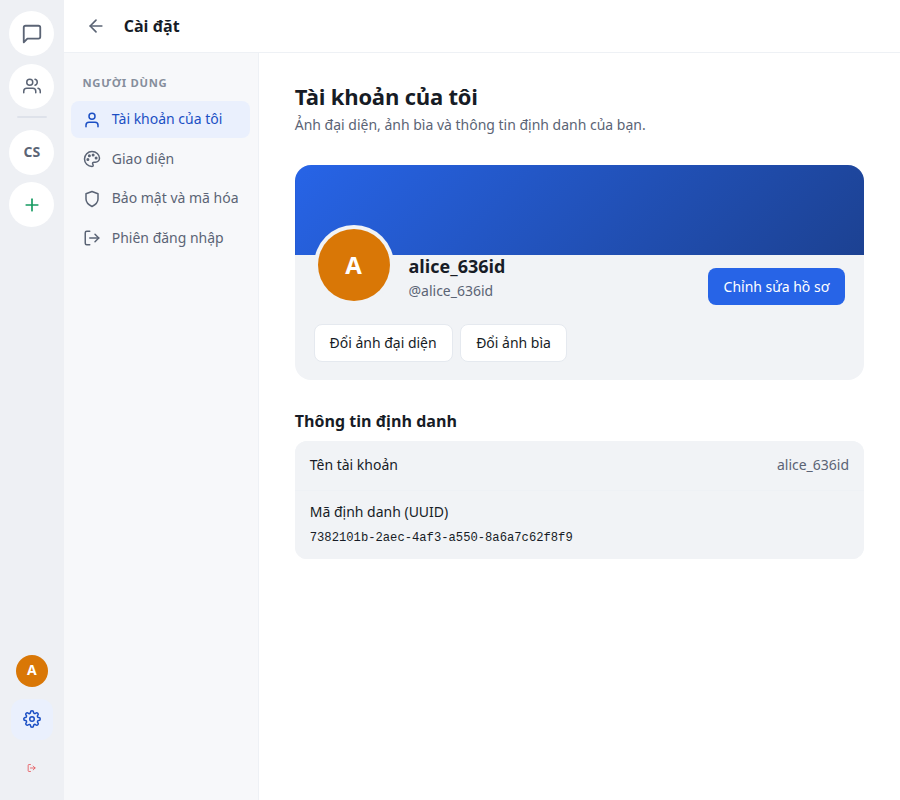 Cài đặt
CS
NGƯỜI DÙNG
Tài khoản của tôi
Giao diện
Bảo mật và mã hóa
Phiên đăng nhập
A
Tài khoản của tôi
Ảnh đại diện, ảnh bìa và thông tin định danh của bạn.
A
alice_636id
@alice_636id
Chỉnh sửa hồ sơ
Đổi ảnh đại diện
Đổi ảnh bìa
Thông tin định danh
Tên tài khoản
alice_636id
Mã định danh (UUID)
7382101b-2aec-4af3-a550-8a6a7c62f8f9